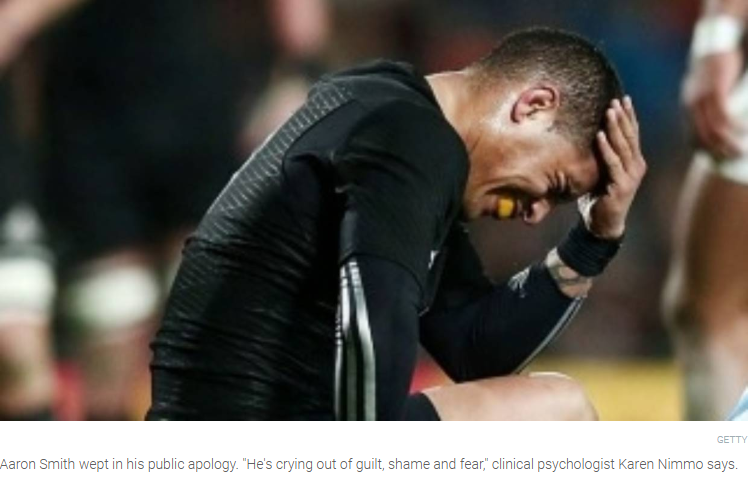 GETTY
Aaron Smith wept in his public apology. "He's crying out of guilt, shame and fear," clinical psychologist Karen Nimmo says.